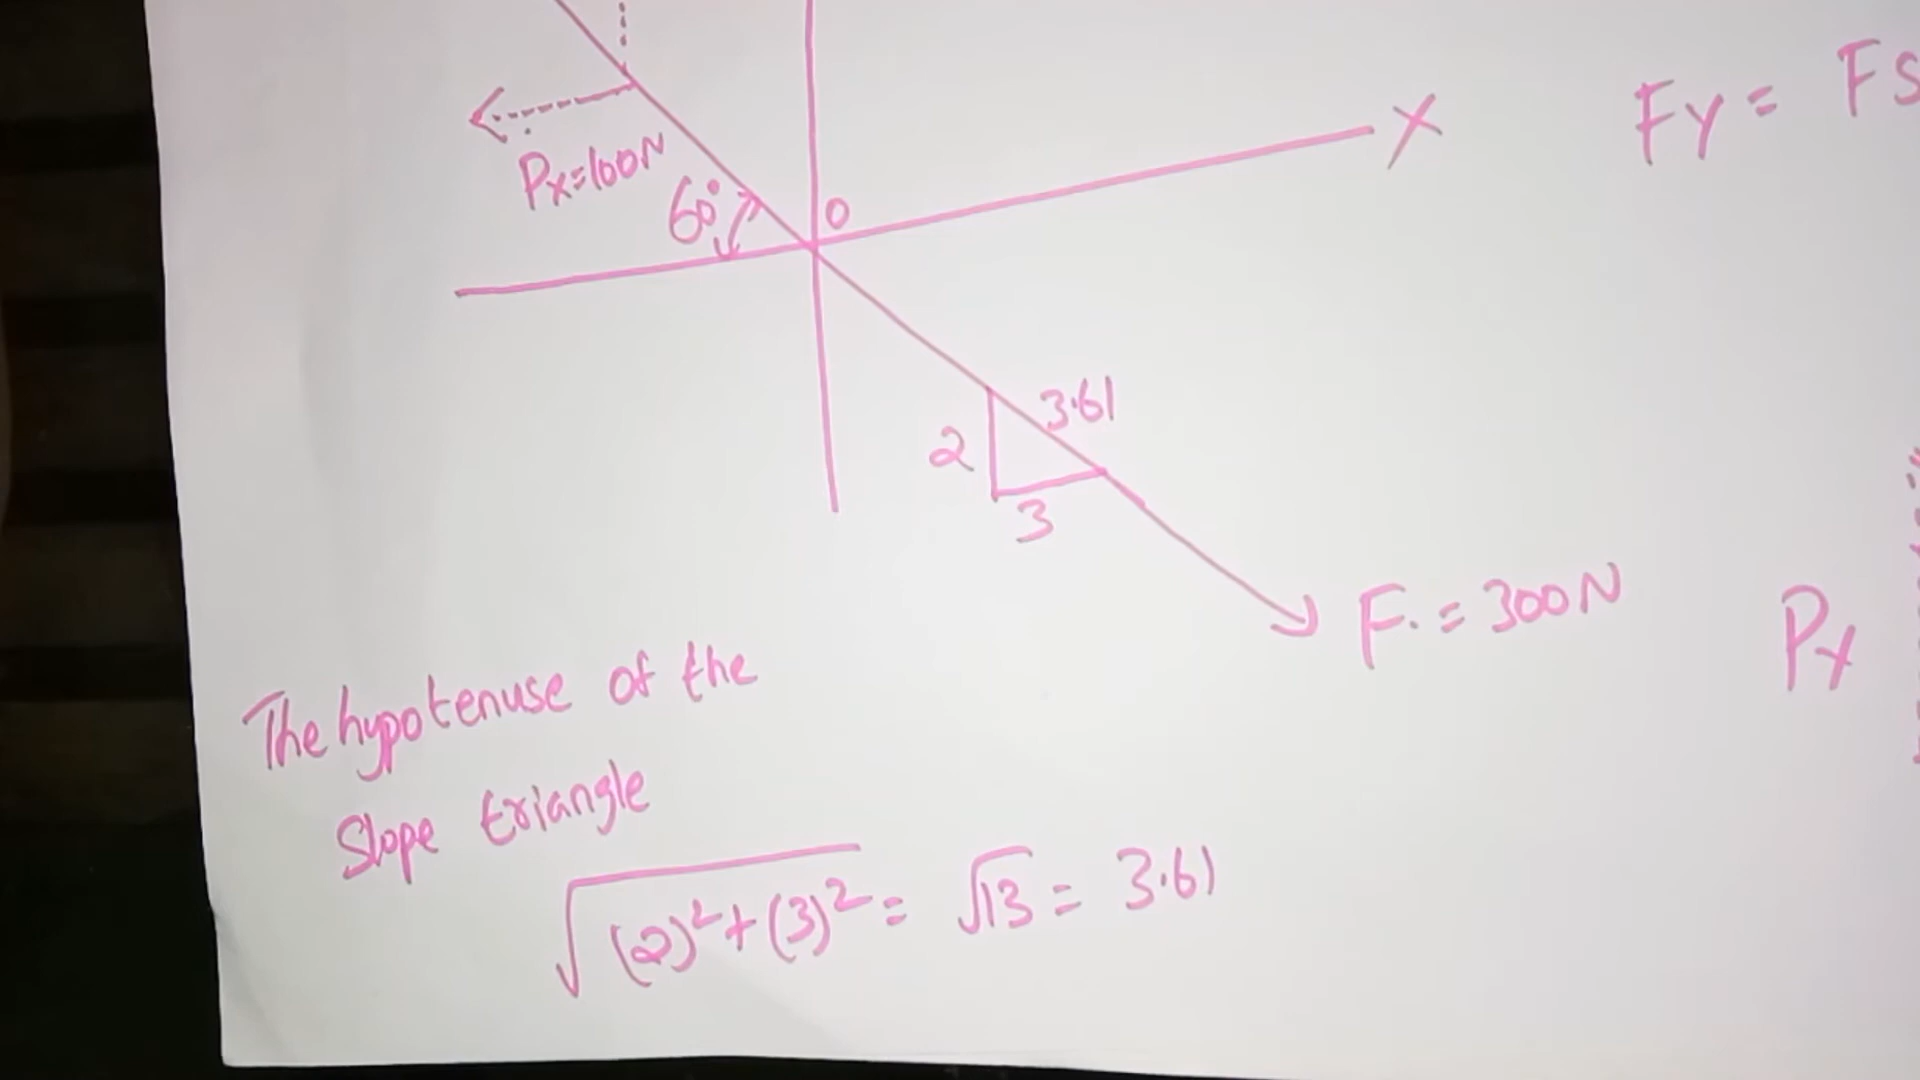 X
Fy = Fs
Px=100N
60°
0
3.61
2
3
F. = 300N
Px
The hypotenuse of the
Slope triangle
√(2)²+(3)² = √13 = 3.61